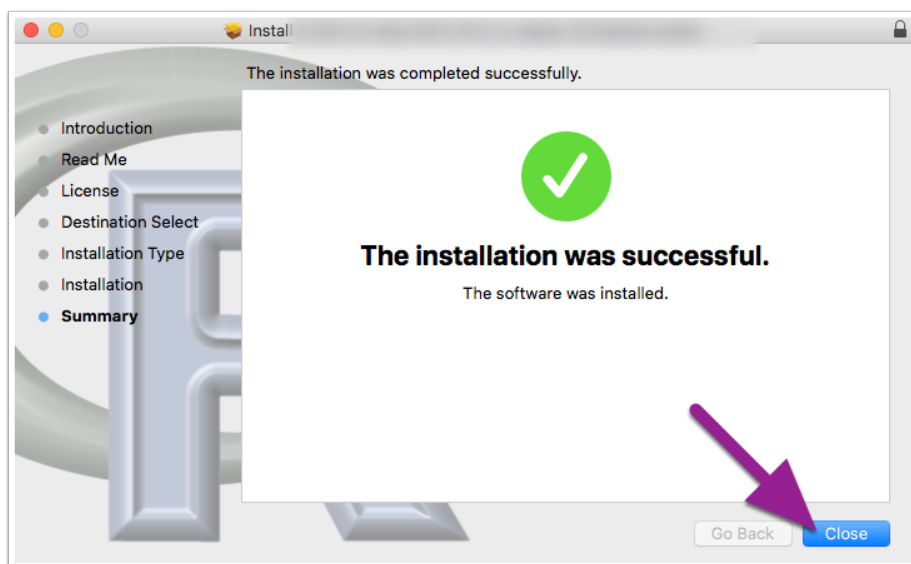 Install
The installation was completed successfully.
Introduction
Read Me
License
Destination Select
Installation Type
Installation
Summary
The installation was successful.
The software was installed.
Go Back
Close